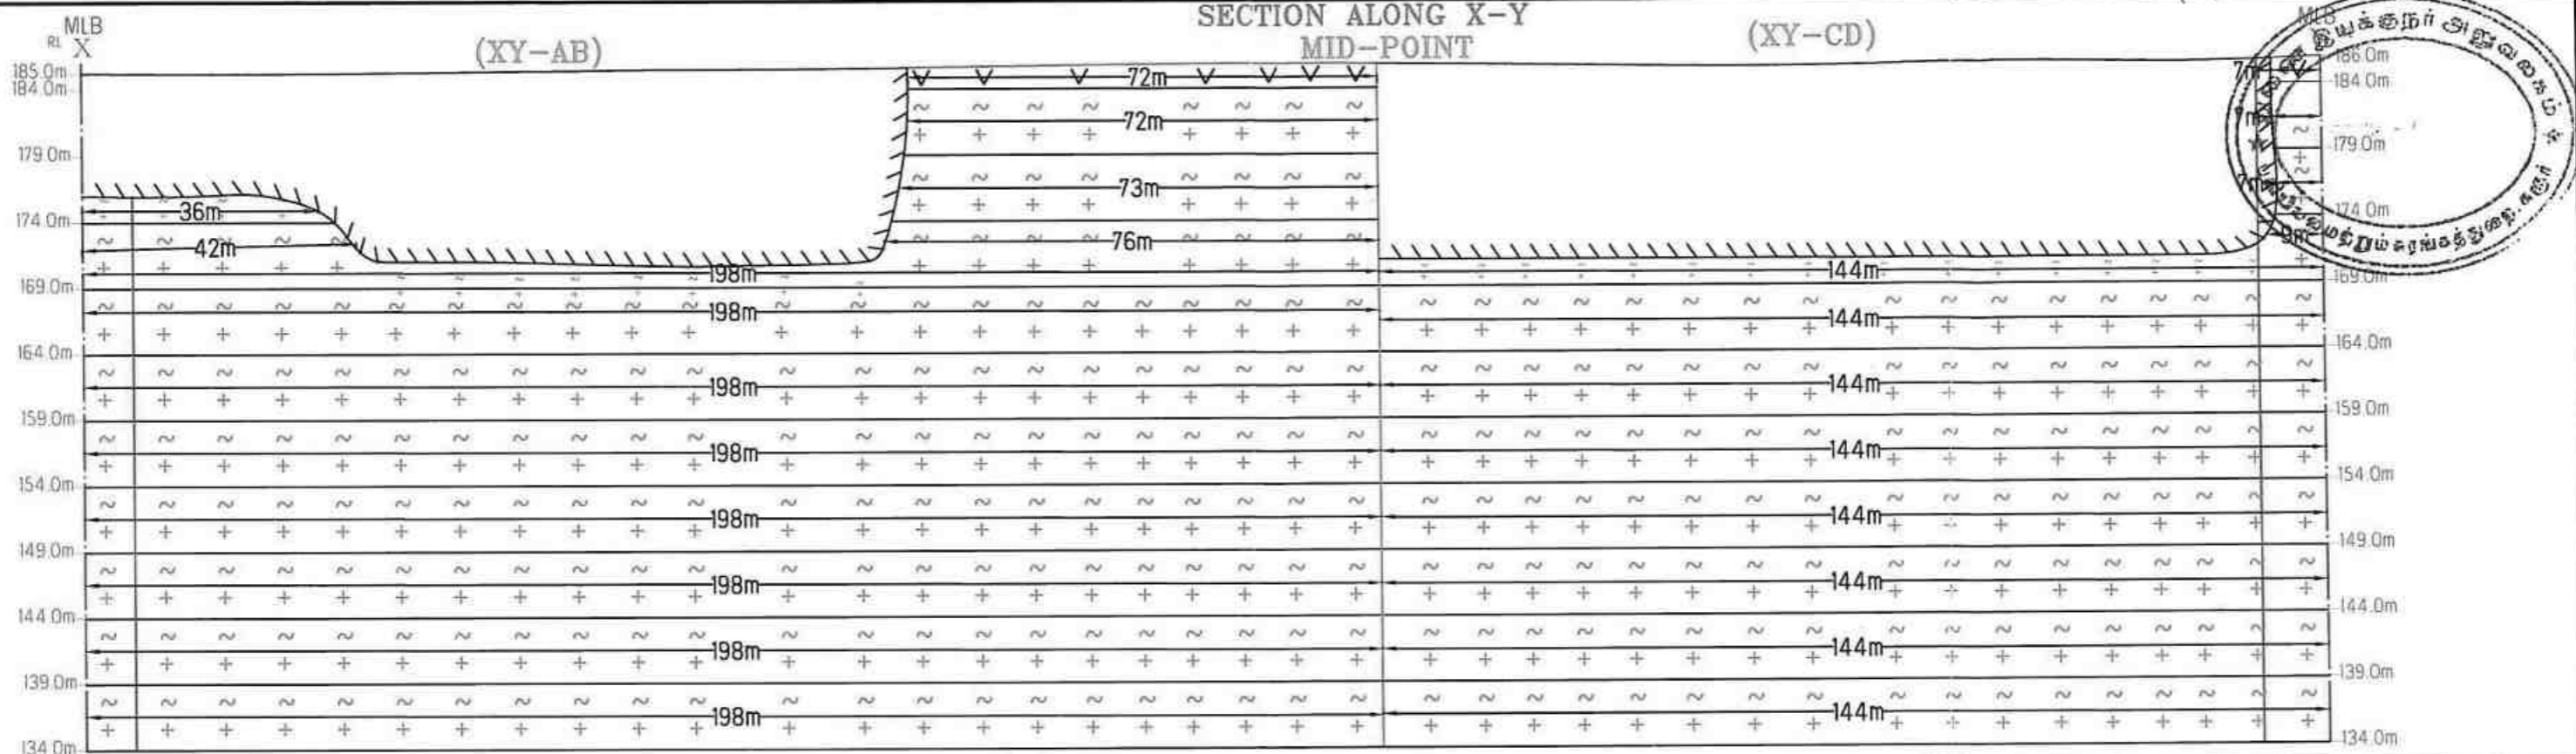 SECTION ALONG X-Y
MLB
MLB
RL X
(XY-AB)
MID-POINT
(XY-CD)
185.0m
72m
7m
186.0m
184.0m
184.0m
72m
7m
179.0m
179.0m
73m
7m
36m
174.0m
174.0m
42m
76m
9m
198m
144m
169.0m
169.0m
198m
144m
164.0m
164.0m
198m
144m
159.0m
159.0m
198m
144m
154.0m
154.0m
198m
144m
149.0m
149.0m
198m
144m
144.0m
144.0m
198m
144m
139.0m
139.0m
198m
144m
134.0m
134.0m
இயக்குநர் அலுவலகம்